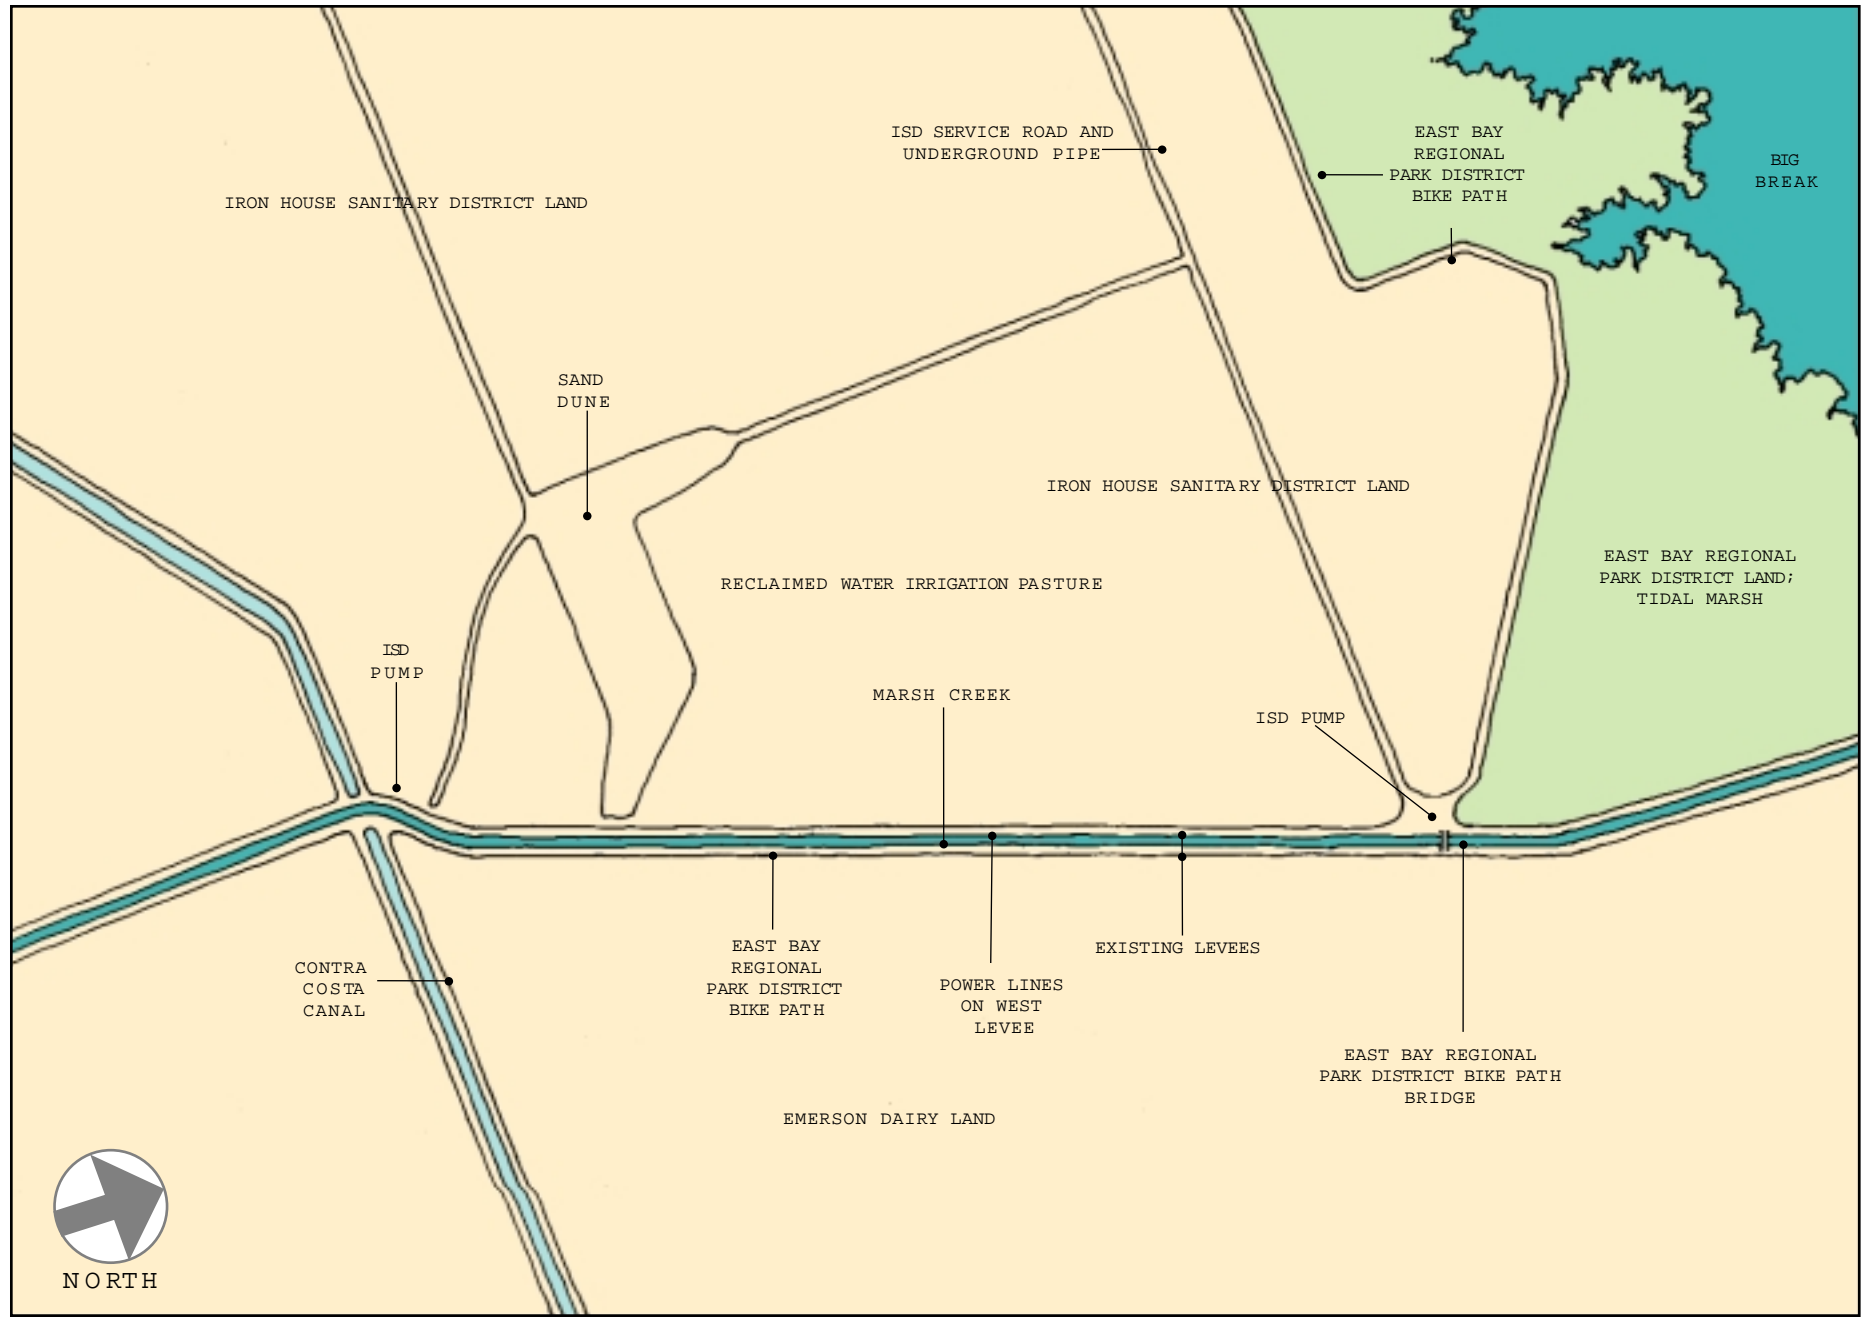 ISD SERVICE ROAD AND
UNDERGROUND PIPE
EAST BAY
REGIONAL
PARK DISTRICT
BIKE PATH
BIG
BREAK
IRON HOUSE SANITARY DISTRICT LAND
SAND
DUNE
IRON HOUSE SANITARY DISTRICT LAND
EAST BAY REGIONAL
PARK DISTRICT LAND;
TIDAL MARSH
RECLAIMED WATER IRRIGATION PASTURE
ISD
PUMP
MARSH CREEK
ISD PUMP
CONTRA
COSTA
CANAL
EAST BAY
REGIONAL
PARK DISTRICT
BIKE PATH
POWER LINES
ON WEST
LEVEE
EXISTING LEVEES
EAST BAY REGIONAL
PARK DISTRICT BIKE PATH
BRIDGE
EMERSON DAIRY LAND
NORTH